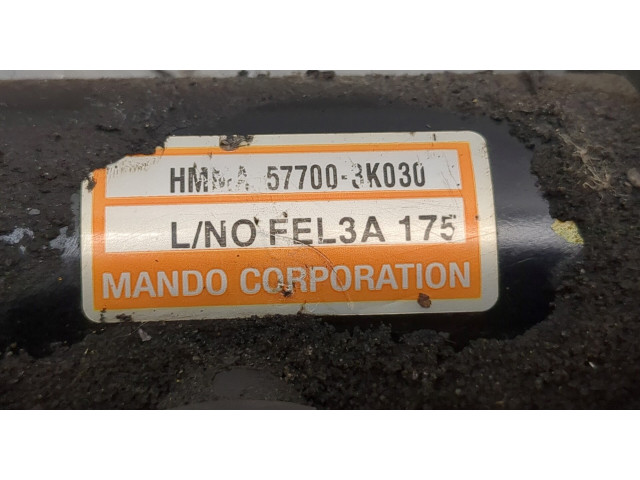 HMMA 57700-3K030
L/NO FEL3A 175
MANDO CORPORATION